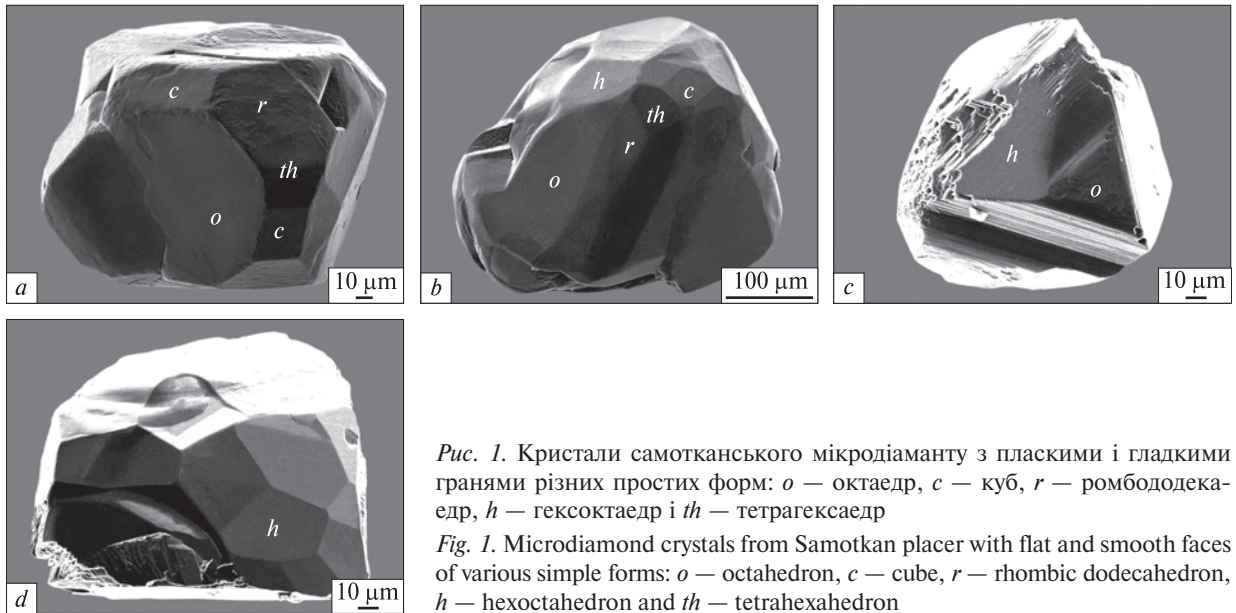 c
r
th
o
c
a
10 μm
h
c
th
r
o
b
100 μm
h
o
c
10 μm
h
d
10 μm
Рис. 1. Кристали самотканського мікродіаманту з пласкими і гладкими
гранями різних простих форм: о — октаедр, с — куб, r — ромбододека-
едр, h — гексоктаедр і th — тетрагексаедр
Fig. 1. Microdiamond crystals from Samotkan placer with flat and smooth faces
of various simple forms: o — octahedron, c — cube, r — rhombic dodecahedron,
h — hexoctahedron and th — tetrahexahedron